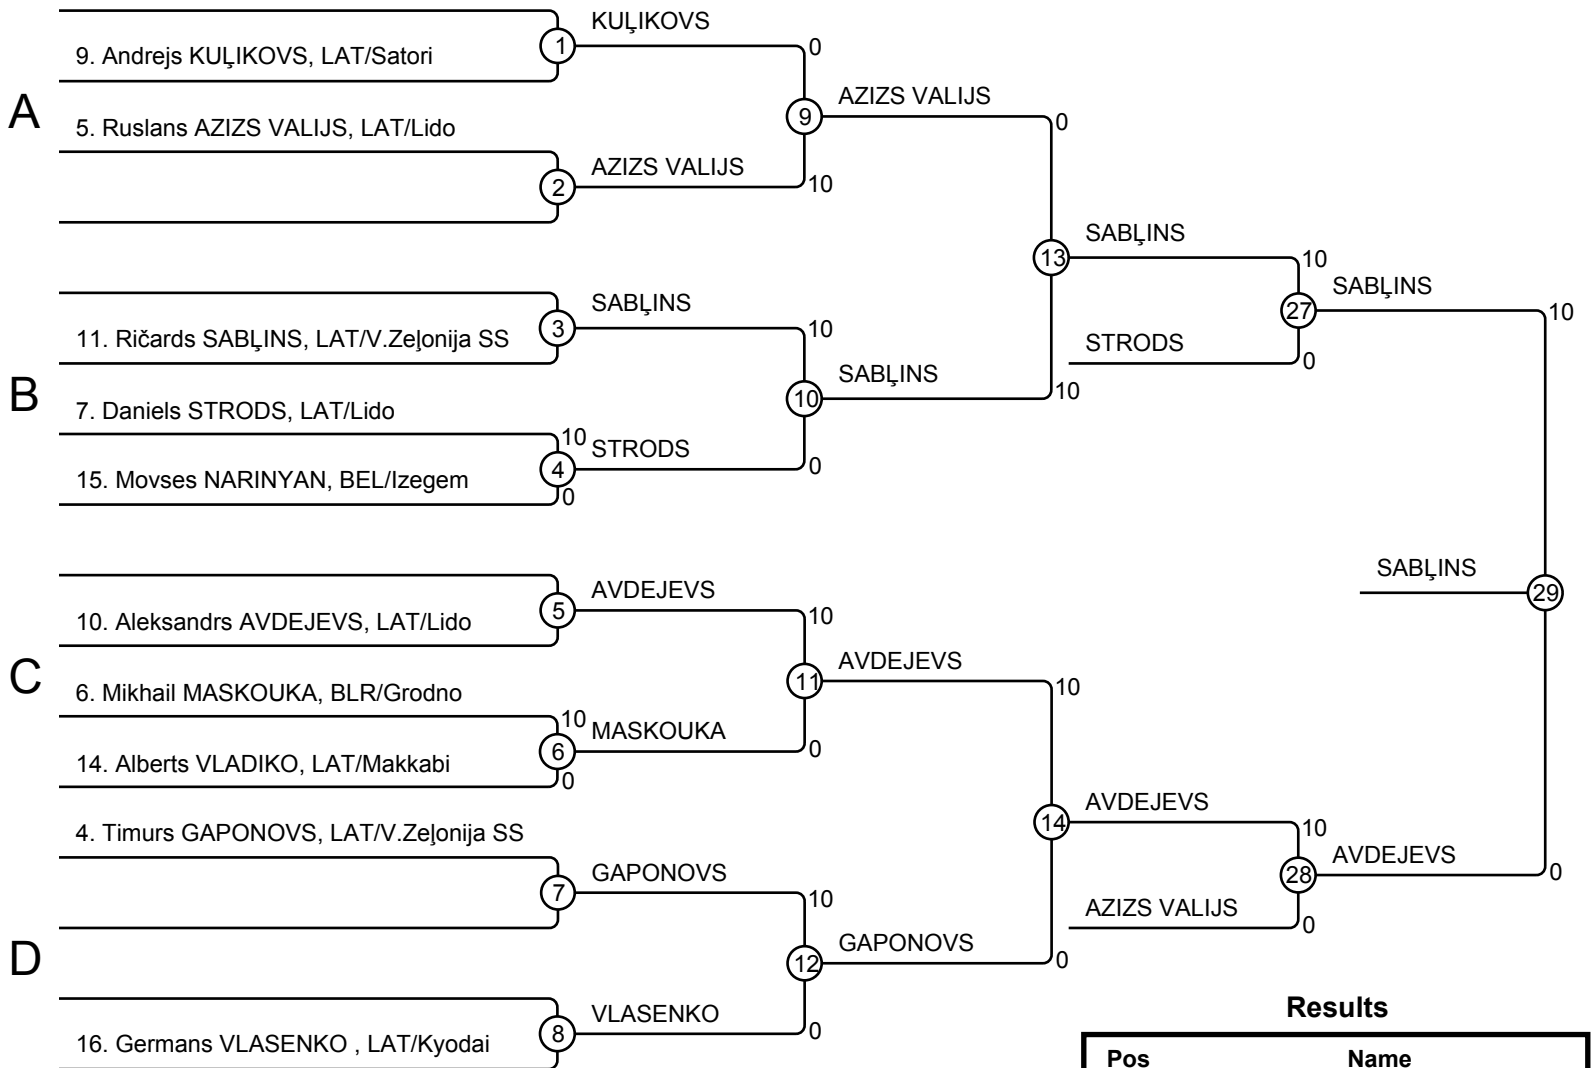 KUĻIKOVS
9. Andrejs KUĻIKOVS, LAT/Satori
1
0
A
5. Ruslans AZIZS VALIJS, LAT/Lido
9
AZIZS VALIJS
0
2
AZIZS VALIJS
10
SABĻINS
11. Ričards SABĻINS, LAT/V.Zeļonija SS
3
10
B
7. Daniels STRODS, LAT/Lido
10
SABĻINS
10
10
STRODS
15. Movses NARINYAN, BEL/Izegem
4
0
0
13
SABĻINS
10
27
SABĻINS
10
STRODS
0
AVDEJEVS
10. Aleksandrs AVDEJEVS, LAT/Lido
5
10
C
6. Mikhail MASKOUKA, BLR/Grodno
11
AVDEJEVS
10
10
MASKOUKA
14. Alberts VLADIKO, LAT/Makkabi
6
0
0
SABĻINS
29
4. Timurs GAPONOVS, LAT/V.Zeļonija SS
7
GAPONOVS
10
D
12
GAPONOVS
0
16. Germans VLASENKO , LAT/Kyodai
8
VLASENKO
0
14
AVDEJEVS
10
28
AVDEJEVS
0
AZIZS VALIJS
0
Results
Pos Name